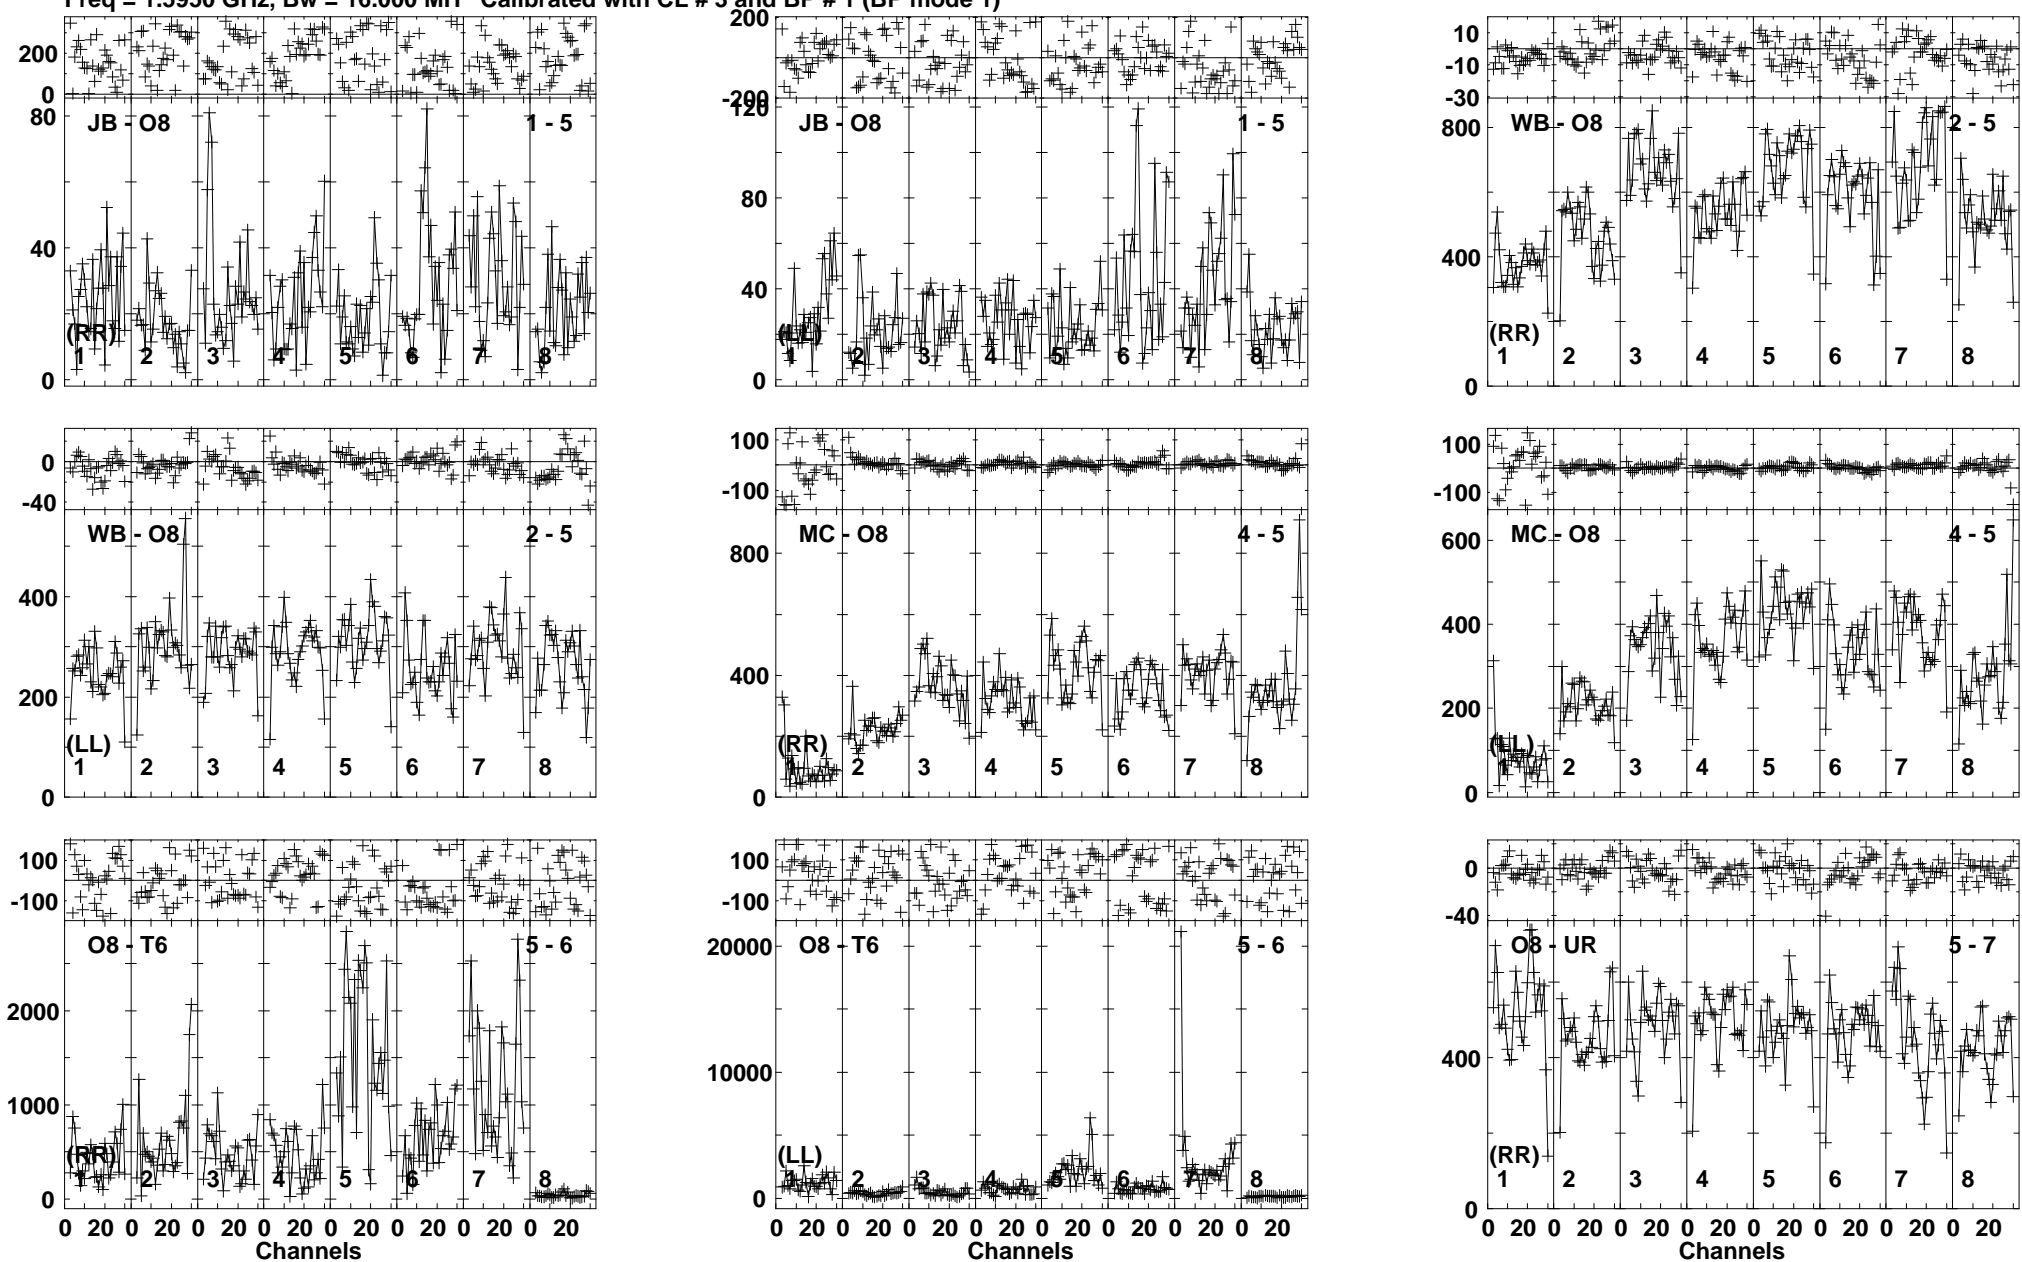 Freq = 1.5950 GHz, Bw = 16.000 MH Calibrated with CL # 3 and BP # 1 (BP mode 1)
200 100 0
80 40 0
JB - O8 1 - 5
(RR)
1 2 3 4 5 6 7 8
200 -200
120 80 40 0
JB - O8 1 - 5
(LL)
1 2 3 4 5 6 7 8
10 -10 -30
800 400 0
WB - O8 2 - 5
(RR)
1 2 3 4 5 6 7 8
0 -40
400 200 0
WB - O8 2 - 5
(LL)
1 2 3 4 5 6 7 8
100 -100
800 400 0
MC - O8 4 - 5
(RR)
1 2 3 4 5 6 7 8
100 -100
600 400 200 0
MC - O8 4 - 5
(LL)
1 2 3 4 5 6 7 8
100 -100
2000 1000 0
O8 - T6 5 - 6
(RR)
1 2 3 4 5 6 7 8
0 20 0 20 0 20 0 20 0 20 0 20 0 20 0 20
Channels
100 -100
20000 10000 0
O8 - T6 5 - 6
(LL)
1 2 3 4 5 6 7 8
0 20 0 20 0 20 0 20 0 20 0 20 0 20 0 20
Channels
0 -40
400 0
O8 - UR 5 - 7
(RR)
1 2 3 4 5 6 7 8
0 20 0 20 0 20 0 20 0 20 0 20 0 20 0 20
Channels